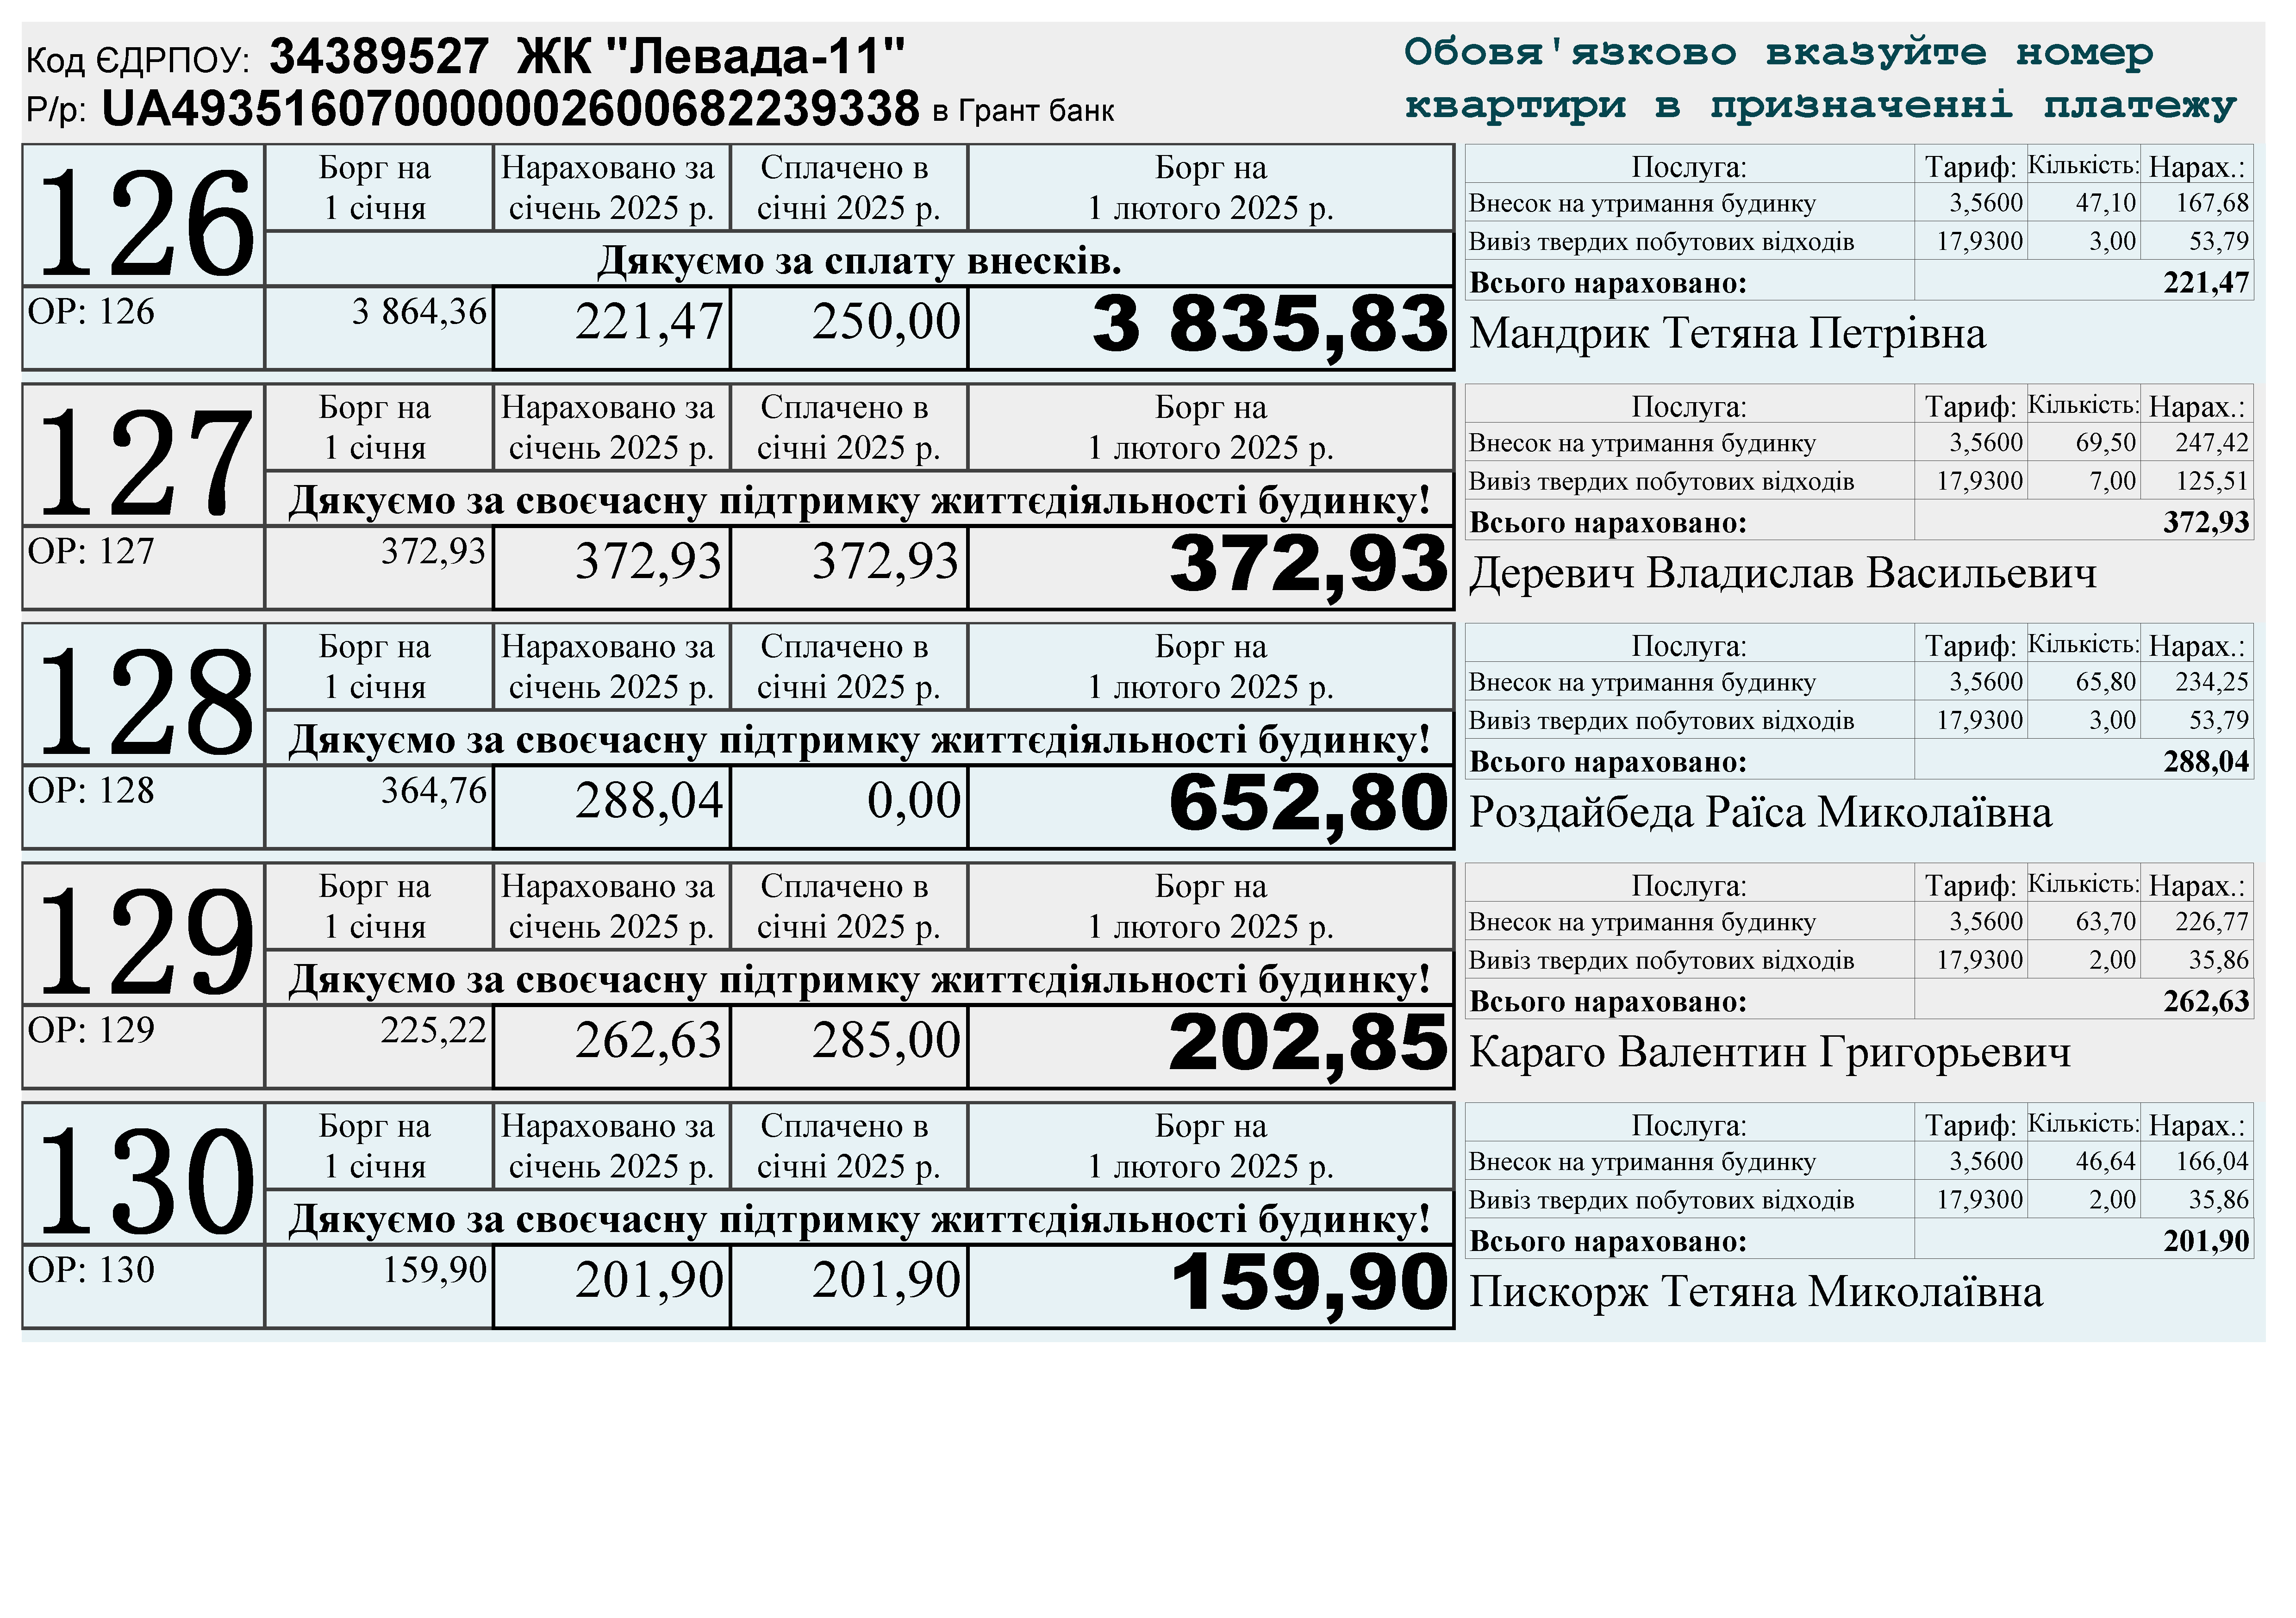 Код ЄДРПОУ: 34389527 ЖК "Левада-11"
Р/р: UA493516070000002600682239338 в Грант банк
Обовя'язково вказуйте номер
квартири в призначенні платежу
126
Борг на Нараховано за Сплачено в Борг на
1 січня січень 2025 р. січні 2025 р. 1 лютого 2025 р.
Дякуємо за сплату внесків.
ОР: 126 3 864,36 221,47 250,00 3 835,83
Послуга: Тариф: Кількість: Нарах.:
Внесок на утримання будинку 3,5600 47,10 167,68
Вивіз твердих побутових відходів 17,9300 3,00 53,79
Всього нараховано: 221,47
Мандрик Тетяна Петрівна
127
Борг на Нараховано за Сплачено в Борг на
1 січня січень 2025 р. січні 2025 р. 1 лютого 2025 р.
Дякуємо за своєчасну підтримку життєдіяльності будинку!
ОР: 127 372,93 372,93 372,93 372,93
Послуга: Тариф: Кількість: Нарах.:
Внесок на утримання будинку 3,5600 69,50 247,42
Вивіз твердих побутових відходів 17,9300 7,00 125,51
Всього нараховано: 372,93
Деревич Владислав Васильевич
128
Борг на Нараховано за Сплачено в Борг на
1 січня січень 2025 р. січні 2025 р. 1 лютого 2025 р.
Дякуємо за своєчасну підтримку життєдіяльності будинку!
ОР: 128 364,76 288,04 0,00 652,80
Послуга: Тариф: Кількість: Нарах.:
Внесок на утримання будинку 3,5600 65,80 234,25
Вивіз твердих побутових відходів 17,9300 3,00 53,79
Всього нараховано: 288,04
Роздайбеда Раїса Миколаївна
129
Борг на Нараховано за Сплачено в Борг на
1 січня січень 2025 р. січні 2025 р. 1 лютого 2025 р.
Дякуємо за своєчасну підтримку життєдіяльності будинку!
ОР: 129 225,22 262,63 285,00 202,85
Послуга: Тариф: Кількість: Нарах.:
Внесок на утримання будинку 3,5600 63,70 226,77
Вивіз твердих побутових відходів 17,9300 2,00 35,86
Всього нараховано: 262,63
Караго Валентин Григорьевич
130
Борг на Нараховано за Сплачено в Борг на
1 січня січень 2025 р. січні 2025 р. 1 лютого 2025 р.
Дякуємо за своєчасну підтримку життєдіяльності будинку!
ОР: 130 159,90 201,90 201,90 159,90
Послуга: Тариф: Кількість: Нарах.:
Внесок на утримання будинку 3,5600 46,64 166,04
Вивіз твердих побутових відходів 17,9300 2,00 35,86
Всього нараховано: 201,90
Пискорж Тетяна Миколаївна